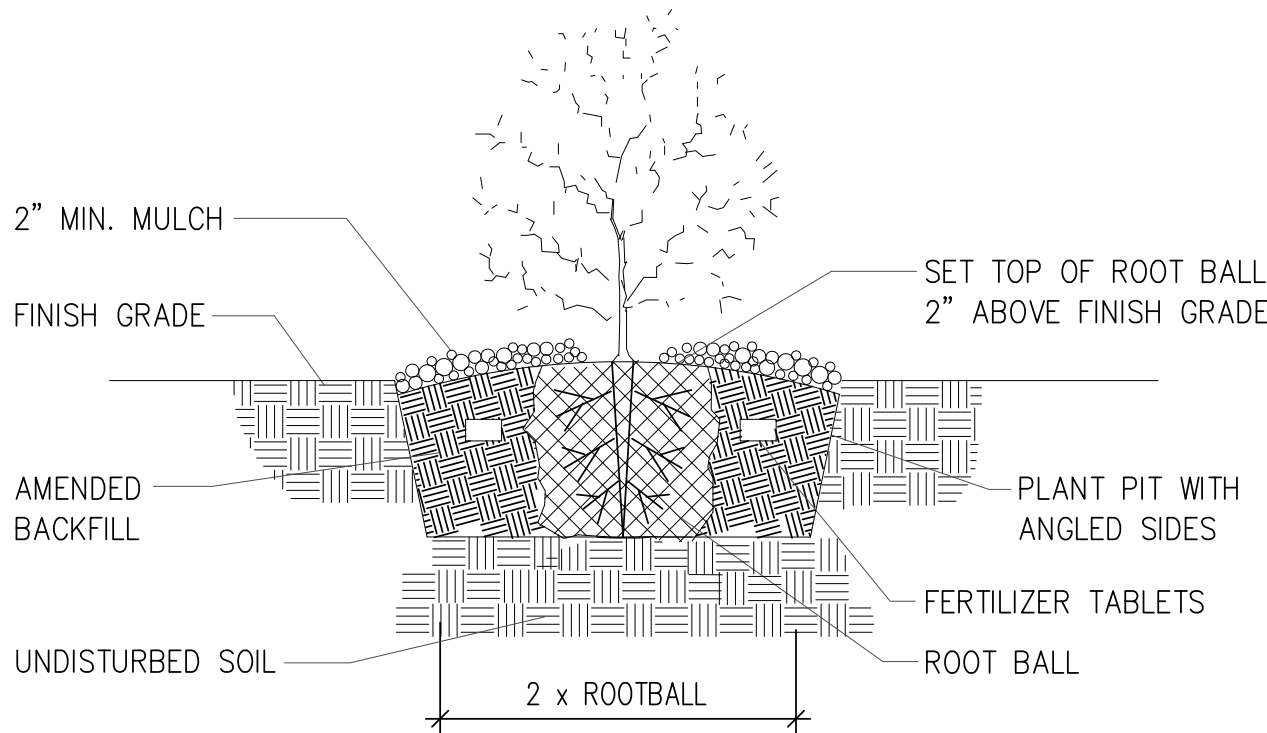 2” MIN. MULCH
FINISH GRADE
AMENDED
BACKFILL
UNDISTURBED SOIL
SET TOP OF ROOT BALL
2” ABOVE FINISH GRADE
PLANT PIT WITH
ANGLED SIDES
FERTILIZER TABLETS
ROOT BALL
2 x ROOTBALL